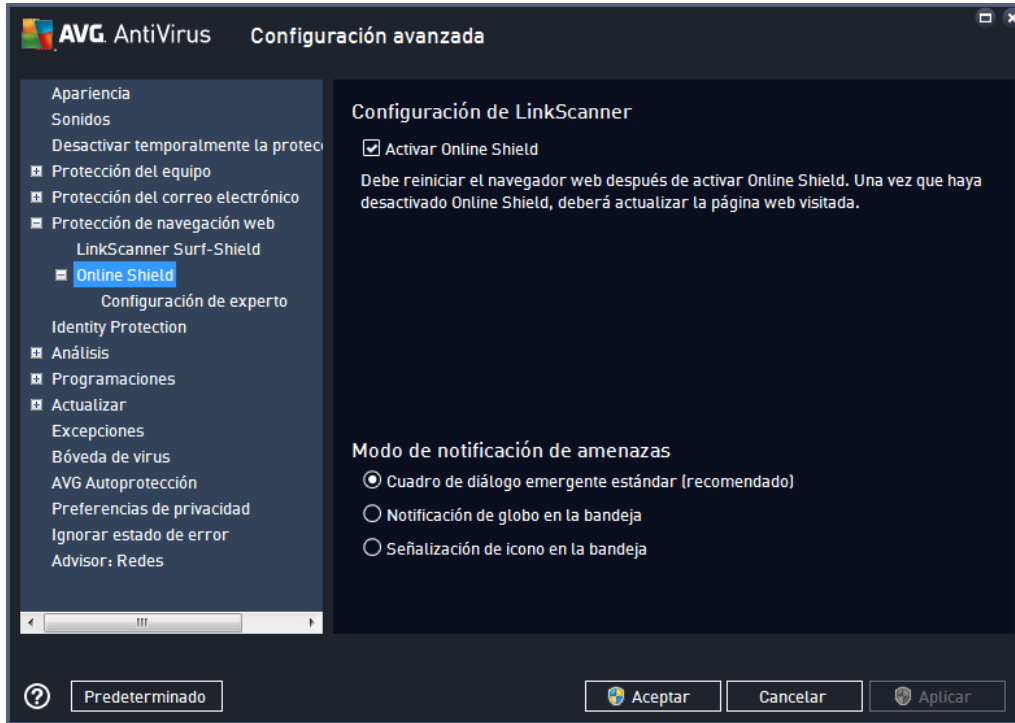 AVG. AntiVirus Configuración avanzada
Apariencia
Sonidos
Desactivar temporalmente la protec
Protección del equipo
Protección del correo electrónico
Protección de navegación web
LinkScanner Surf-Shield
Online Shield
Configuración de experto
Identity Protection
Análisis
Programaciones
Actualizar
Excepciones
Bóveda de virus
AVG Autoprotección
Preferencias de privacidad
Ignorar estado de error
Advisor: Redes
Configuración de LinkScanner
Activar Online Shield
Debe reiniciar el navegador web después de activar Online Shield. Una vez que haya
desactivado Online Shield, deberá actualizar la página web visitada.
Modo de notificación de amenazas
Cuadro de diálogo emergente estándar (recomendado)
Notificación de globo en la bandeja
Señalización de icono en la bandeja
? Predeterminado Aceptar Cancelar Aplicar